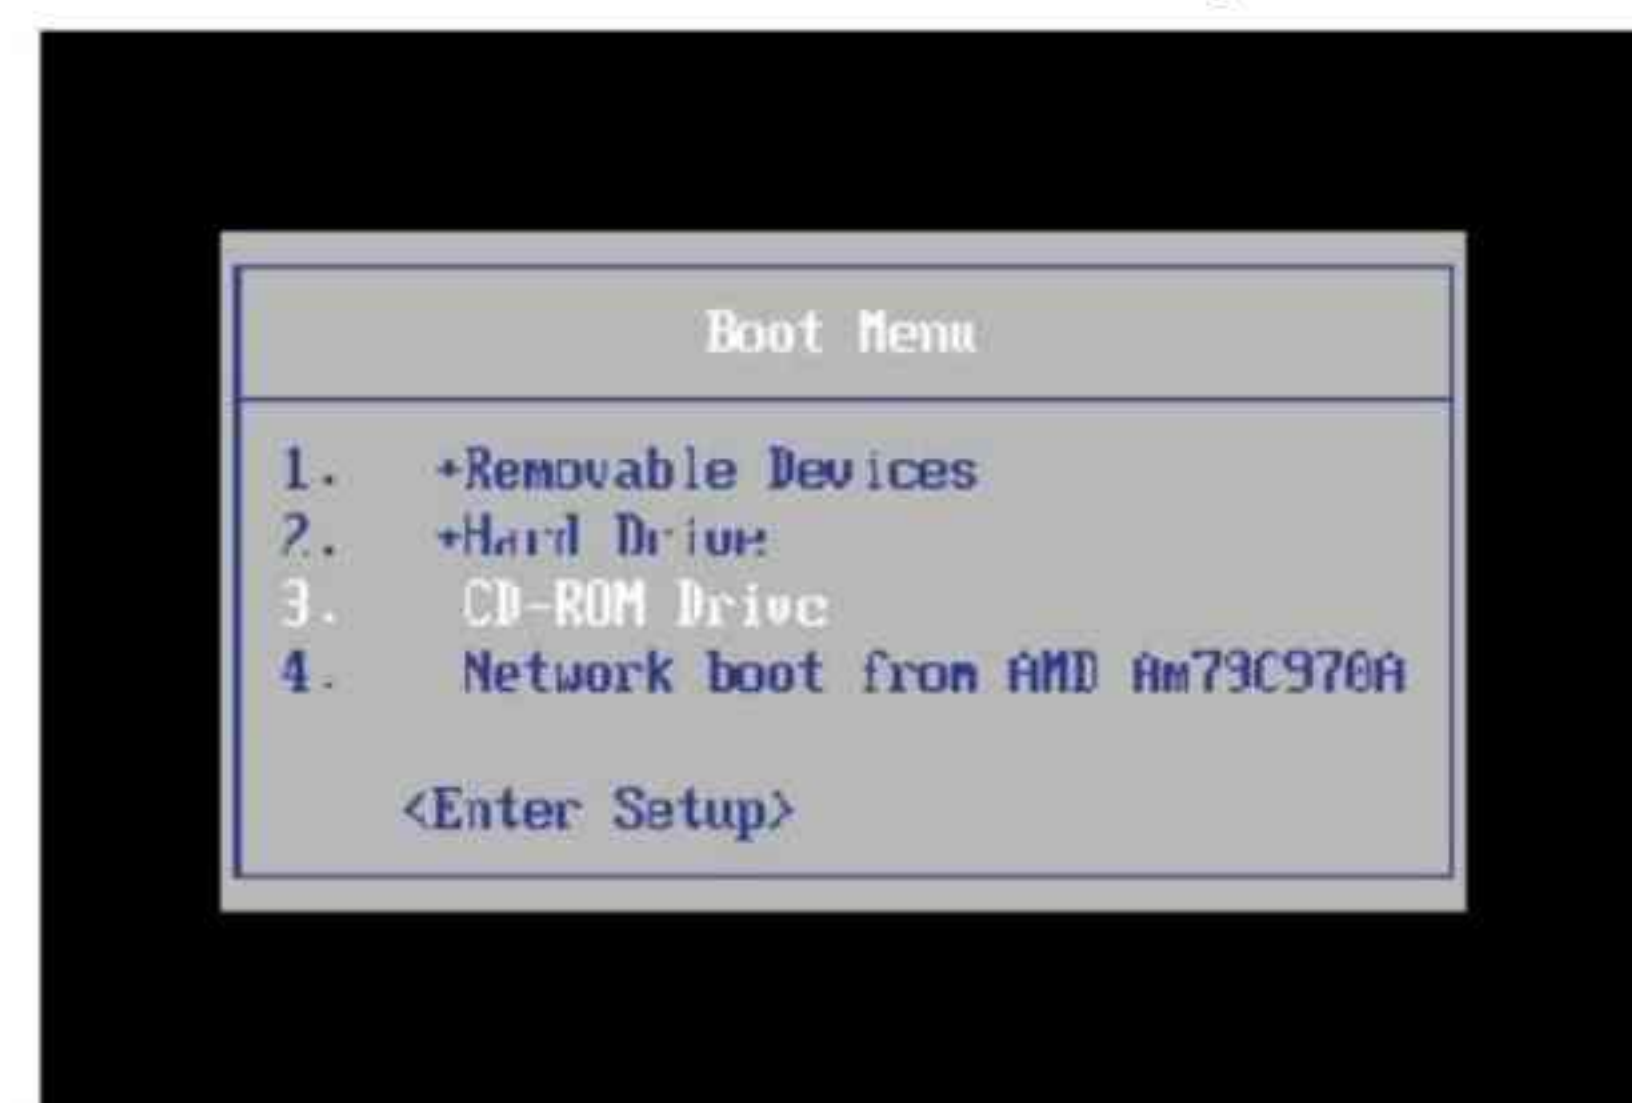 Boot Menu
1. +Removable Devices
2. +Hard Drive
3. CD-ROM Drive
4. Network boot from AMD Am79C970A
<Enter Setup>